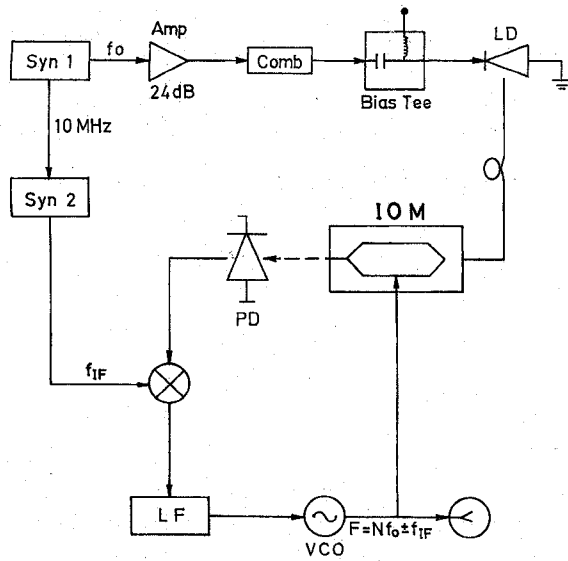 Amp
LD
Syn 1
fo
Comb
24dB
Bias Tee
10 MHz
Syn 2
IOM
PD
fIF
LF
VCO
F=Nfo±fIF